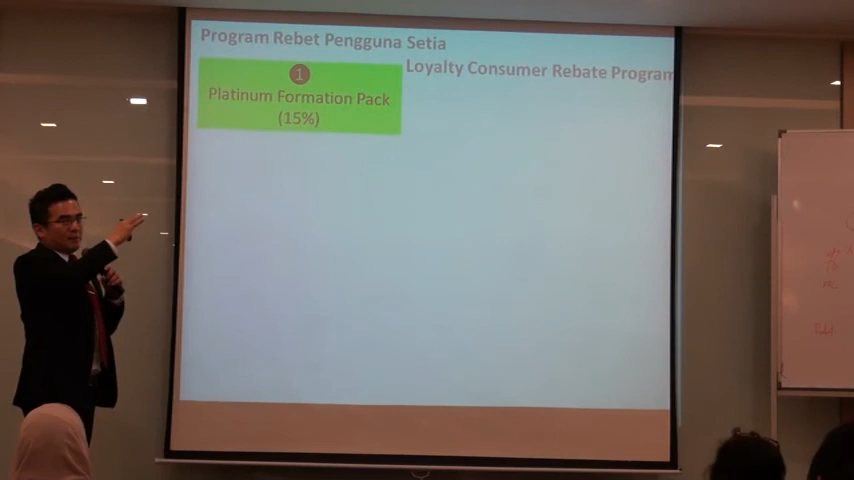 Program Rebet Pengguna Setia
Loyalty Consumer Rebate Program
1
Platinum Formation Pack
(15%)